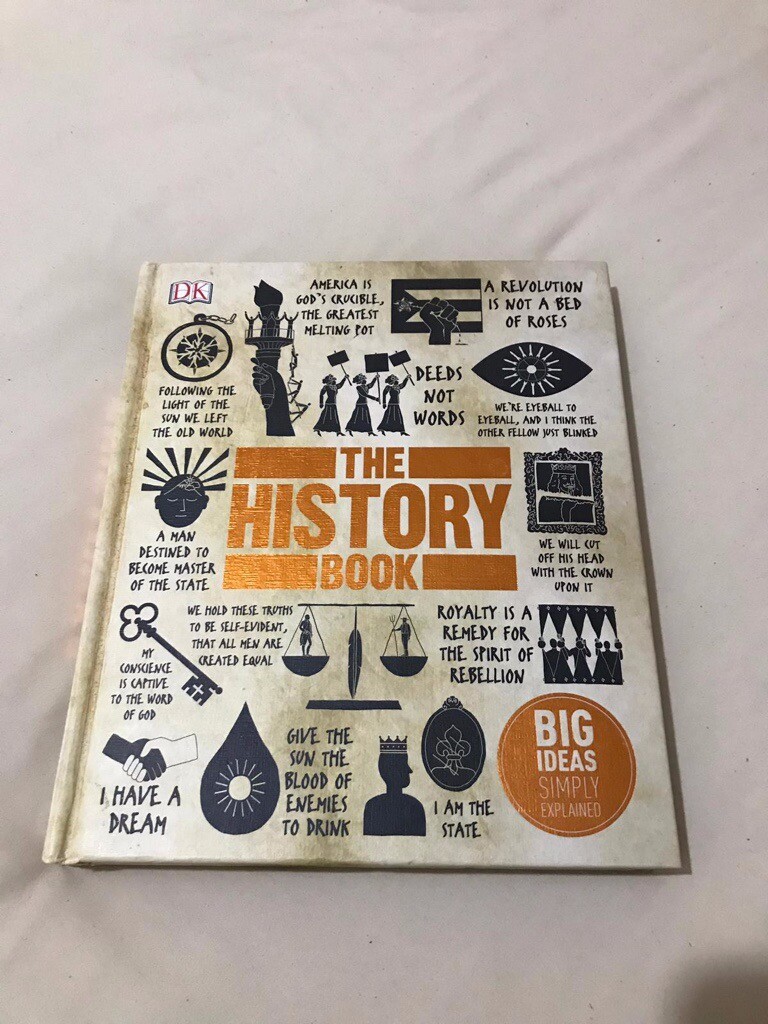 DK
AMERICA IS
GOD'S CRUCIBLE,
THE GREATEST
MELTING POT
A REVOLUTION
IS NOT A BED
OF ROSES
FOLLOWING THE
LIGHT OF THE
SUN WE LEFT
THE OLD WORLD
DEEDS
NOT
WORDS
WE'RE EYEBALL TO
EYEBALL, AND I THINK THE
OTHER FELLOW JUST BLINKED
THE
HISTORY
BOOK
A MAN
DESTINED TO
BECOME MASTER
OF THE STATE
WE WILL CUT
OFF HIS HEAD
WITH THE CROWN
UPON IT
MY
CONSCIENCE
IS CAPTIVE
TO THE WORD
OF GOD
WE HOLD THESE TRUTHS
TO BE SELF-EVIDENT,
THAT ALL MEN ARE
CREATED EQUAL
ROYALTY IS A
REMEDY FOR
THE SPIRIT OF
REBELLION
I HAVE A
DREAM
GIVE THE
SUN THE
BLOOD OF
ENEMIES
TO DRINK
I AM THE
STATE
BIG
IDEAS
SIMPLY
EXPLAINED